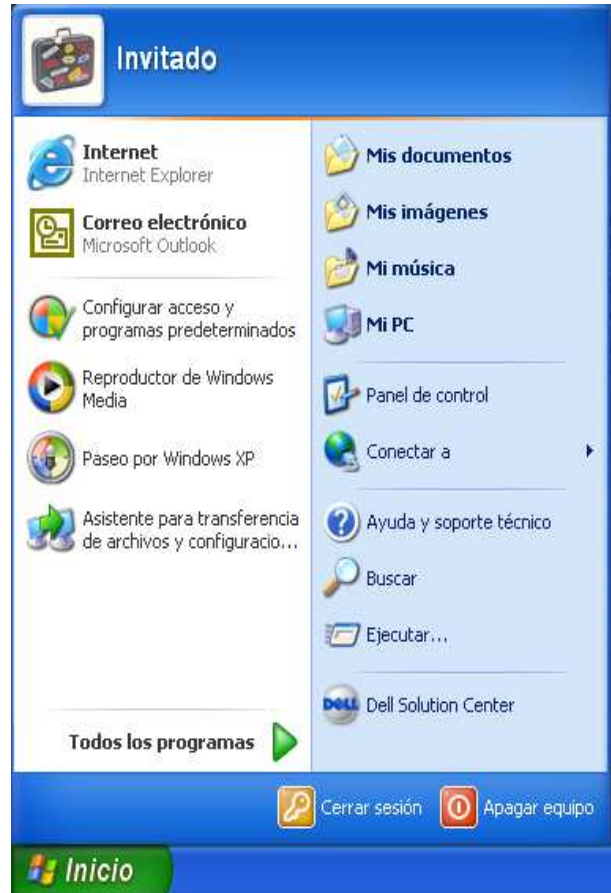 Invitado
Internet
Internet Explorer
Correo electrónico
Microsoft Outlook
Configurar acceso y
programas predeterminados
Reproductor de Windows
Media
Paseo por Windows XP
Asistente para transferencia
de archivos y configuracio...
Todos los programas
Mis documentos
Mis imágenes
Mi música
Mi PC
Panel de control
Conectar a
Ayuda y soporte técnico
Buscar
Ejecutar...
DELL Dell Solution Center
Cerrar sesión
Apagar equipo
Inicio